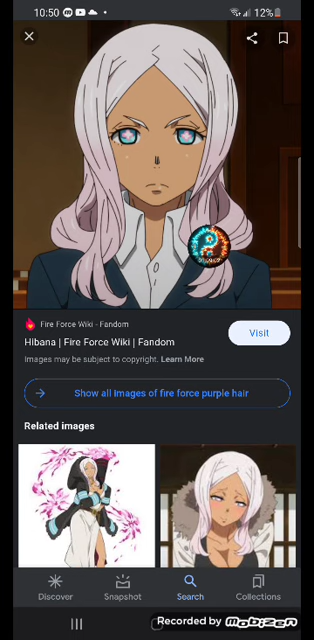 10:50
12%
Fire Force Wiki - Fandom
Hibana | Fire Force Wiki | Fandom
Visit
Images may be subject to copyright. Learn More
Show all images of fire force purple hair
Related images
Discover
Snapshot
Search
Collections
Recorded by
Mobizen